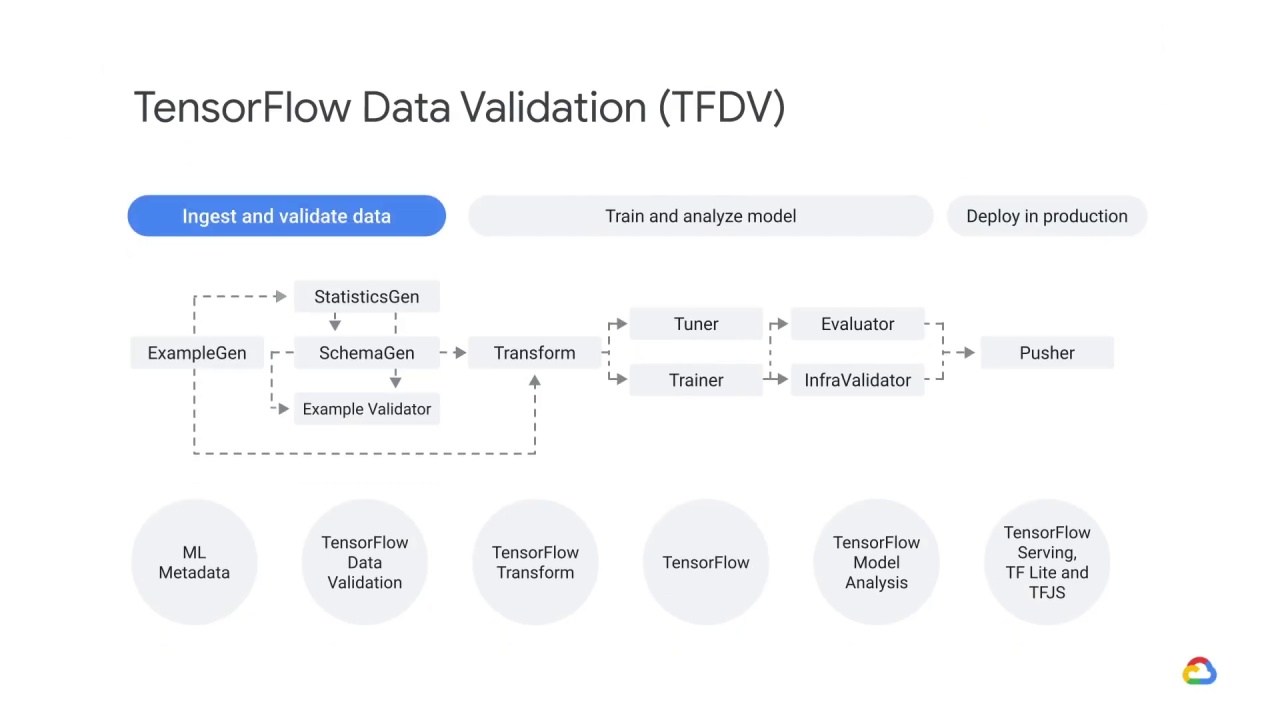 TensorFlow Data Validation (TFDV)
Ingest and validate data
Train and analyze model
Deploy in production
StatisticsGen
ExampleGen
SchemaGen
Example Validator
Transform
Tuner
Trainer
Evaluator
InfraValidator
Pusher
ML
Metadata
TensorFlow
Data
Validation
TensorFlow
Transform
TensorFlow
TensorFlow
Model
Analysis
TensorFlow
Serving,
TF Lite and
TFJS